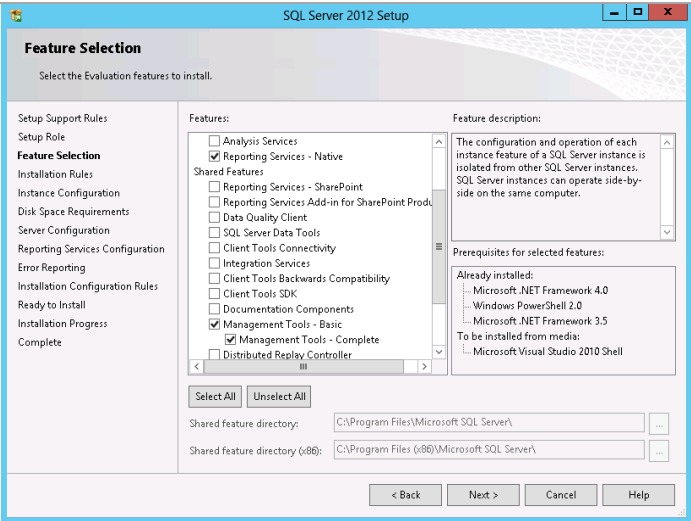 SQL Server 2012 Setup
Feature Selection
Select the Evaluation features to install.
Setup Support Rules
Setup Role
Feature Selection
Installation Rules
Instance Configuration
Disk Space Requirements
Server Configuration
Reporting Services Configuration
Error Reporting
Installation Configuration Rules
Ready to Install
Installation Progress
Complete
Features:
Analysis Services
Reporting Services - Native
Shared Features
Reporting Services - SharePoint
Reporting Services Add-in for SharePoint Produ
Data Quality Client
SQL Server Data Tools
Client Tools Connectivity
Integration Services
Client Tools Backwards Compatibility
Client Tools SDK
Documentation Components
Management Tools - Basic
Management Tools - Complete
Distributed Replay Controller
Feature description:
The configuration and operation of each
instance feature of a SQL Server instance is
isolated from other SQL Server instances.
SQL Server instances can operate side-by-
side on the same computer.
Prerequisites for selected features:
Already installed:
Microsoft .NET Framework 4.0
Windows PowerShell 2.0
Microsoft .NET Framework 3.5
To be installed from media:
Microsoft Visual Studio 2010 Shell
Select All
Unselect All
Shared feature directory:
C:\Program Files\Microsoft SQL Server\
...
Shared feature directory (x86):
C:\Program Files (x86)\Microsoft SQL Server\
...
< Back
Next >
Cancel
Help